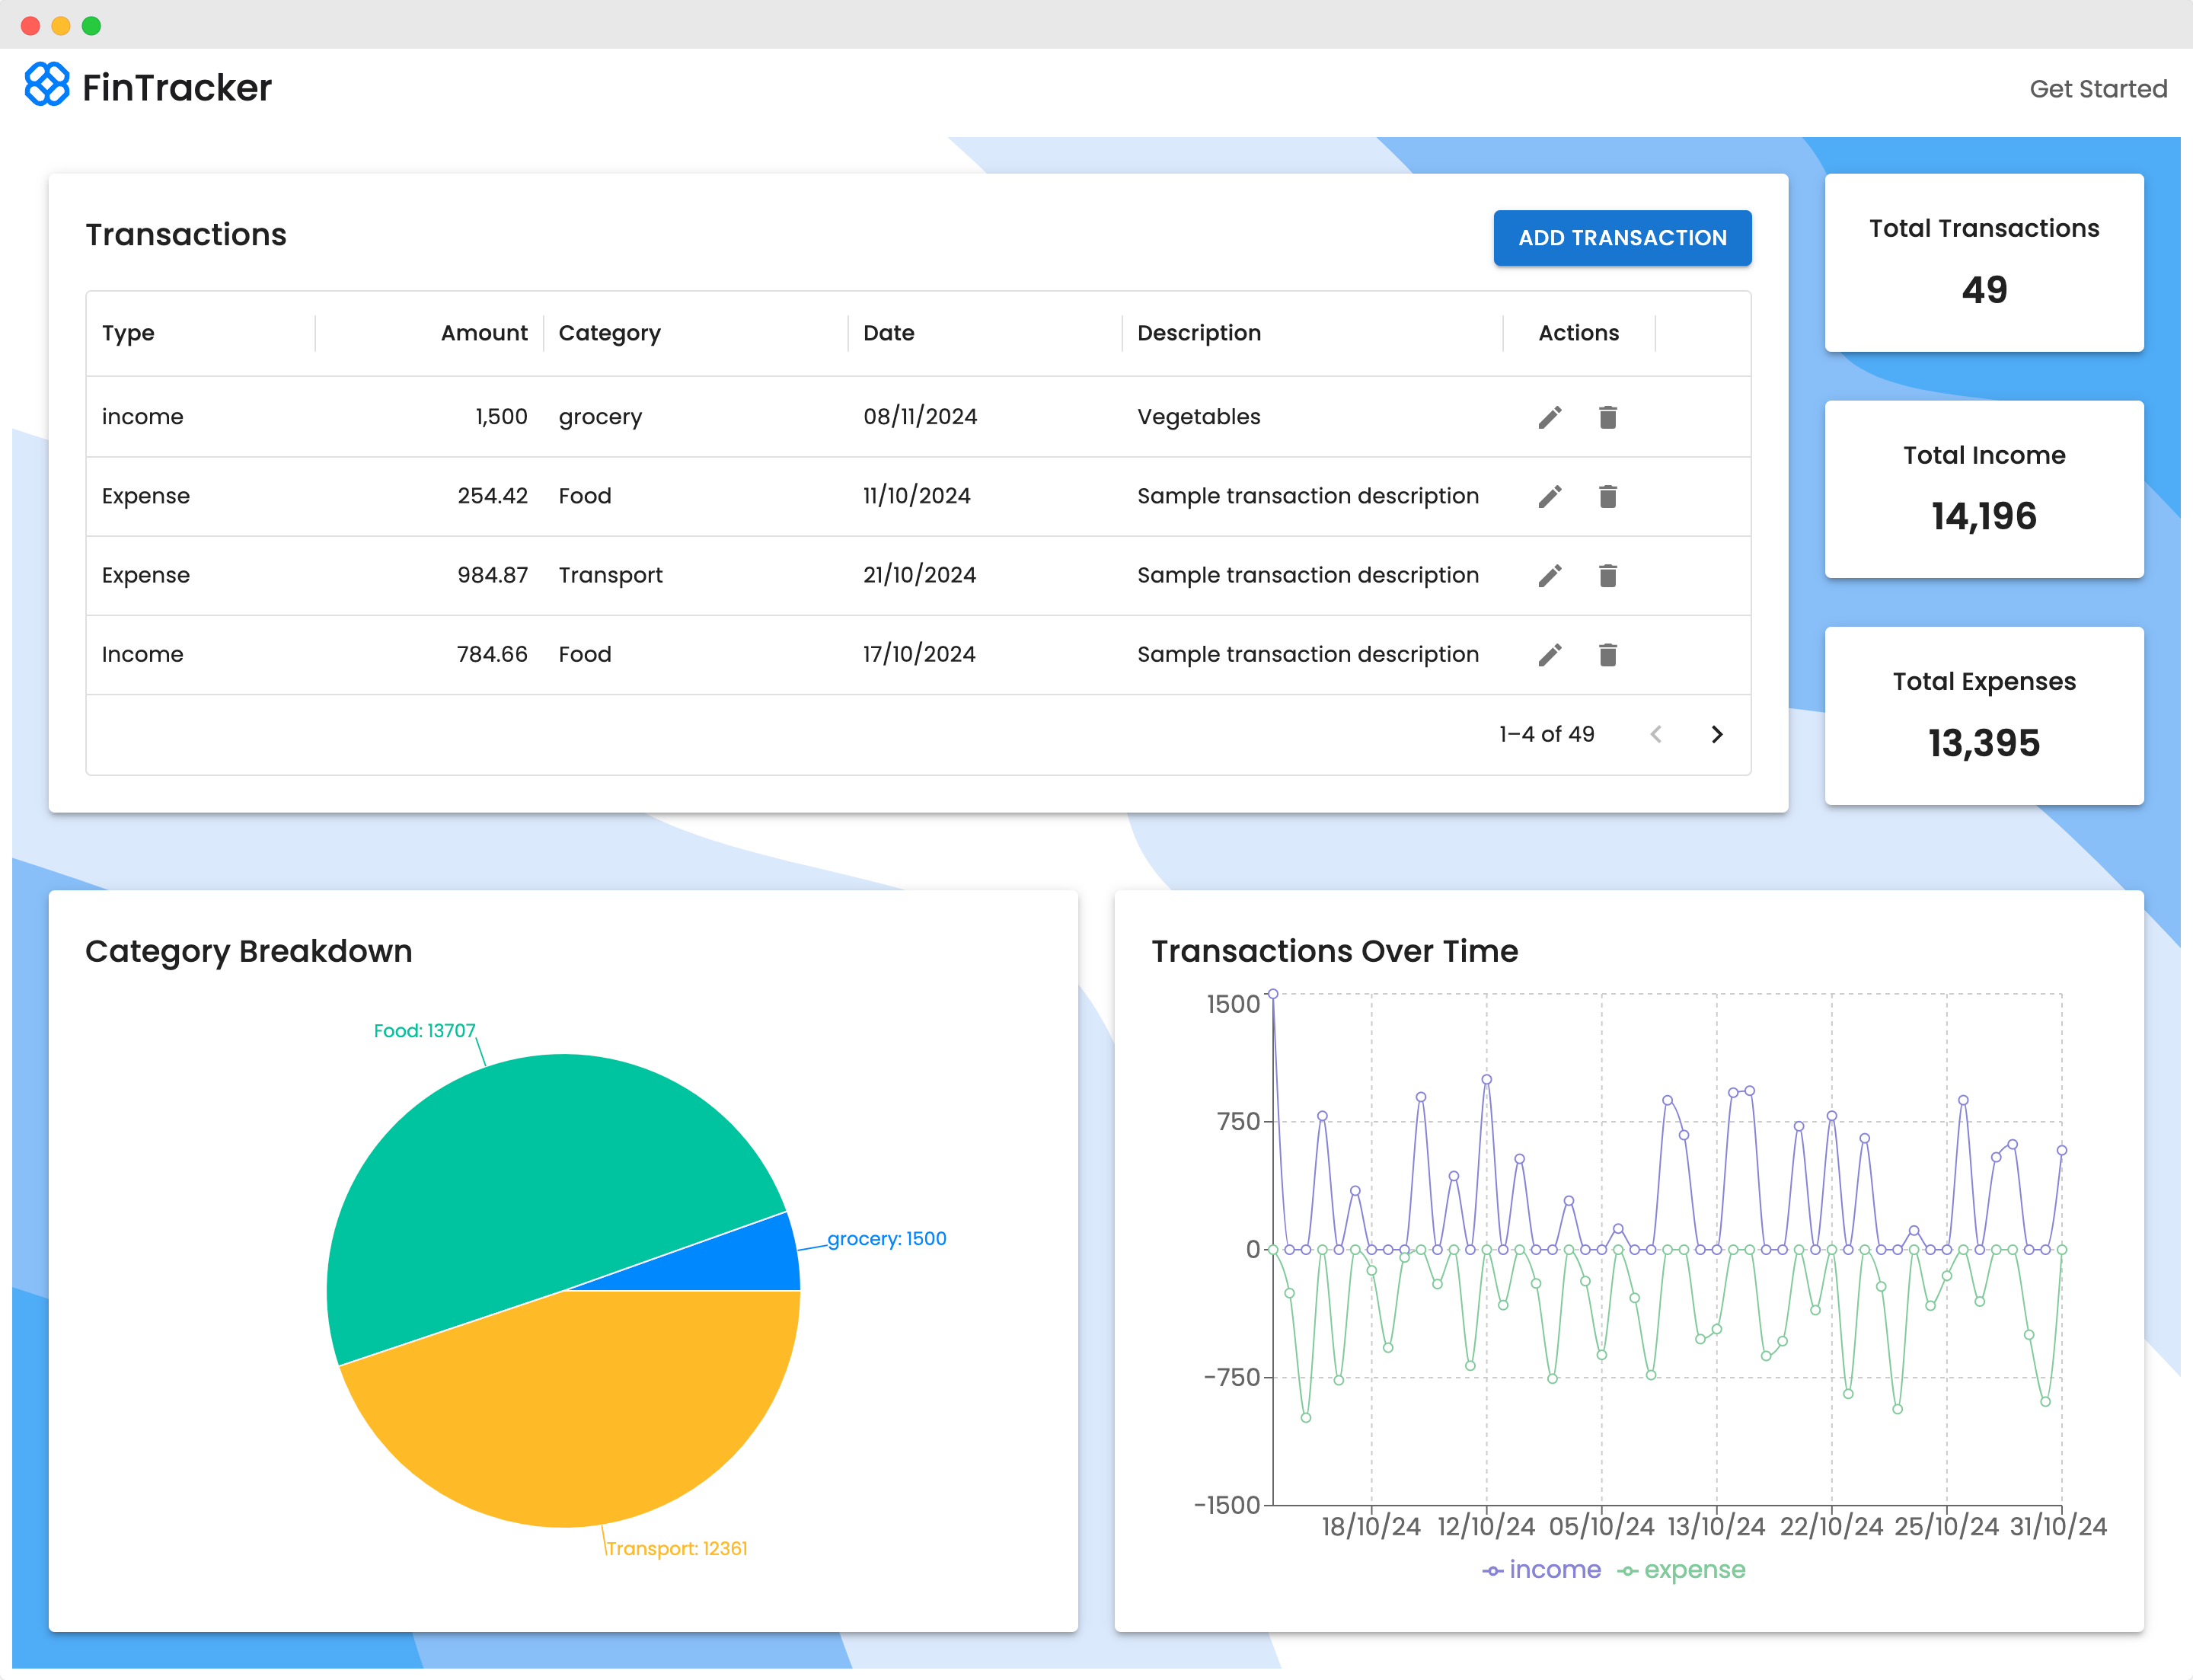 FinTracker
Get Started
Transactions
ADD TRANSACTION
Type Amount Category Date Description Actions
income 1,500 grocery 08/11/2024 Vegetables
Expense 254.42 Food 11/10/2024 Sample transaction description
Expense 984.87 Transport 21/10/2024 Sample transaction description
Income 784.66 Food 17/10/2024 Sample transaction description
1–4 of 49
Total Transactions
49
Total Income
14,196
Total Expenses
13,395
Category Breakdown
Food: 13707
grocery: 1500
Transport: 12361
Transactions Over Time
1500
750
0
-750
-1500
18/10/24 12/10/24 05/10/24 13/10/24 22/10/24 25/10/24 31/10/24
income expense